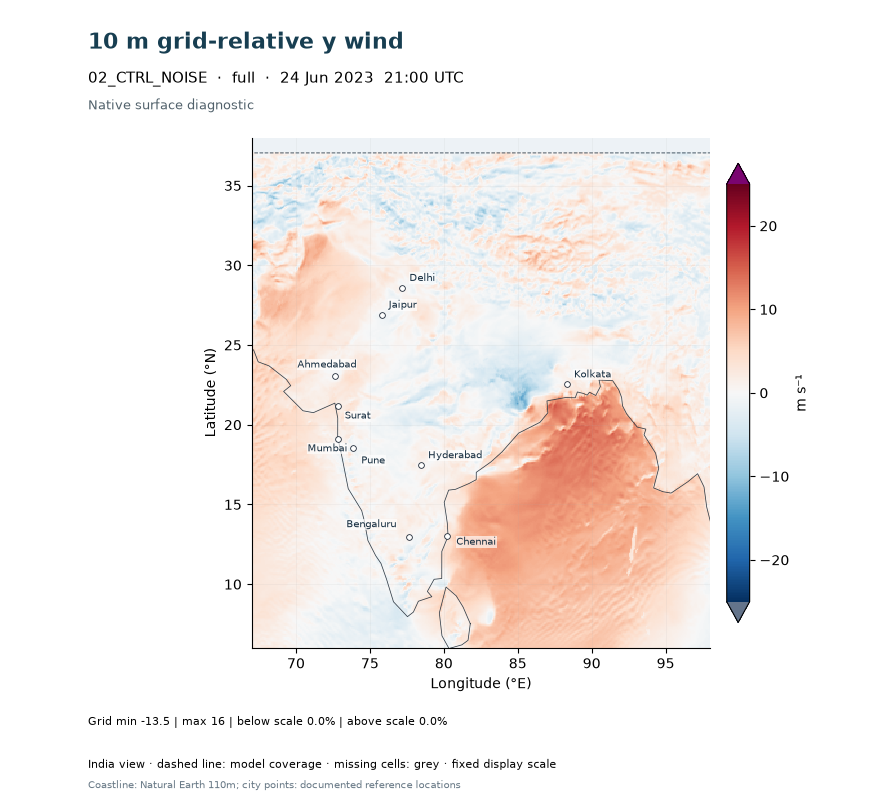 10 m grid-relative y wind
02_CTRL_NOISE · full · 24 Jun 2023 21:00 UTC
Native surface diagnostic
35
30
25
20
15
10
Latitude (°N)
Delhi
Jaipur
Ahmedabad
Kolkata
Surat
Mumbai
Pune
Hyderabad
Bengaluru
Chennai
70
75
80
85
90
95
Longitude (°E)
20
10
0
−10
−20
m s⁻¹
Grid min -13.5 | max 16 | below scale 0.0% | above scale 0.0%
India view · dashed line: model coverage · missing cells: grey · fixed display scale
Coastline: Natural Earth 110m; city points: documented reference locations